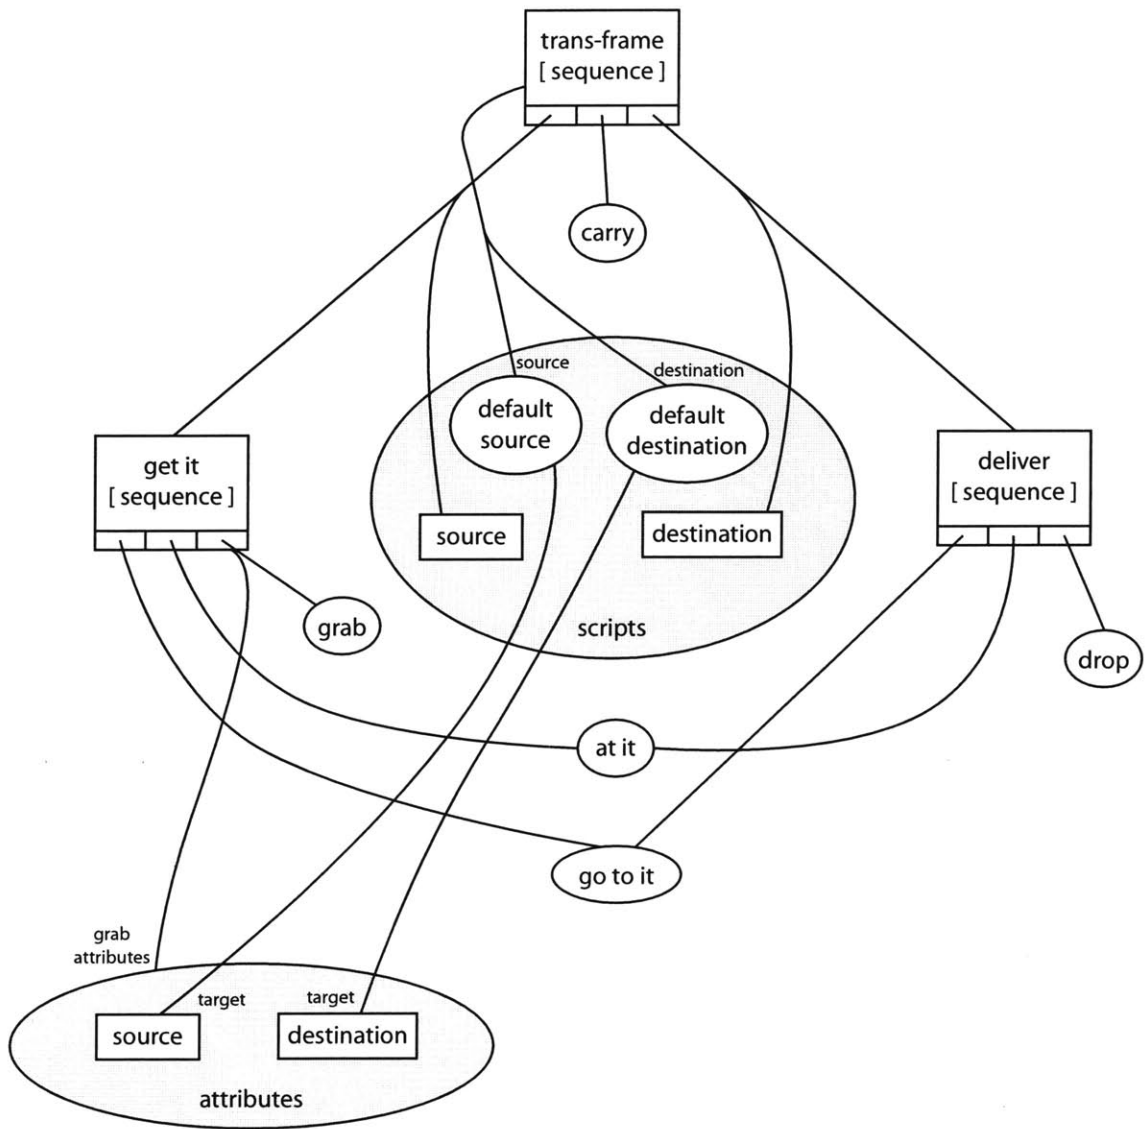 trans-frame
[ sequence ]
carry
source
destination
default
source
default
destination
get it
[ sequence ]
deliver
[ sequence ]
source
destination
grab
scripts
drop
at it
go to it
grab
attributes
target
target
source
destination
attributes